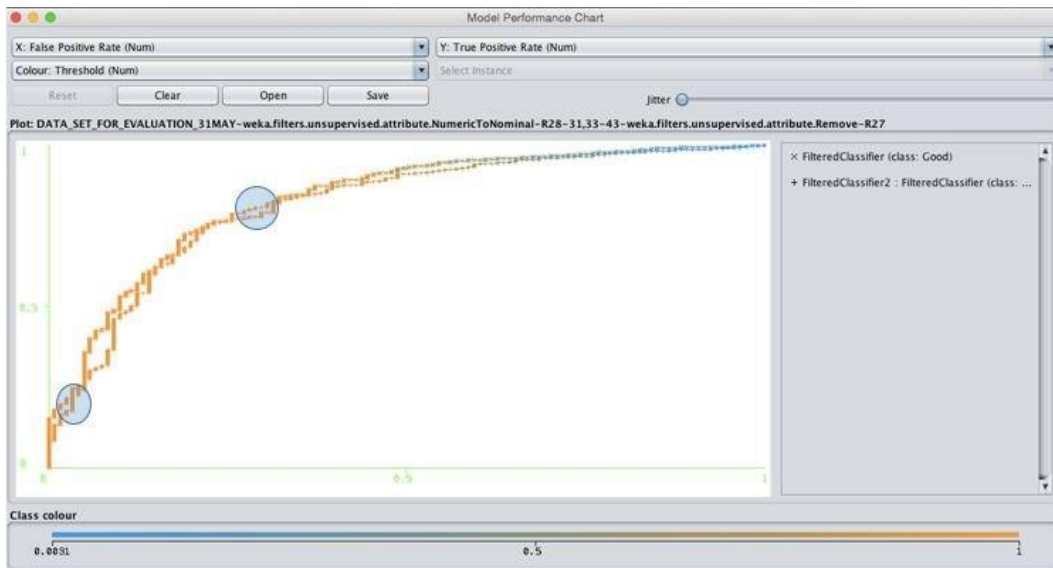 Model Performance Chart
X: False Positive Rate (Num)
Y: True Positive Rate (Num)
Colour: Threshold (Num)
Select Instance
Reset
Clear
Open
Save
Jitter
Plot: DATA_SET_FOR_EVALUATION_31MAY-weka.filters.unsupervised.attribute.NumericToNominal-R28-31,33-43-weka.filters.unsupervised.attribute.Remove-R27
1
0.5
0
0
0.5
1
× FilteredClassifier (class: Good)
+ FilteredClassifier2 : FilteredClassifier (class: ...
Class colour
0.0031
0.5
1